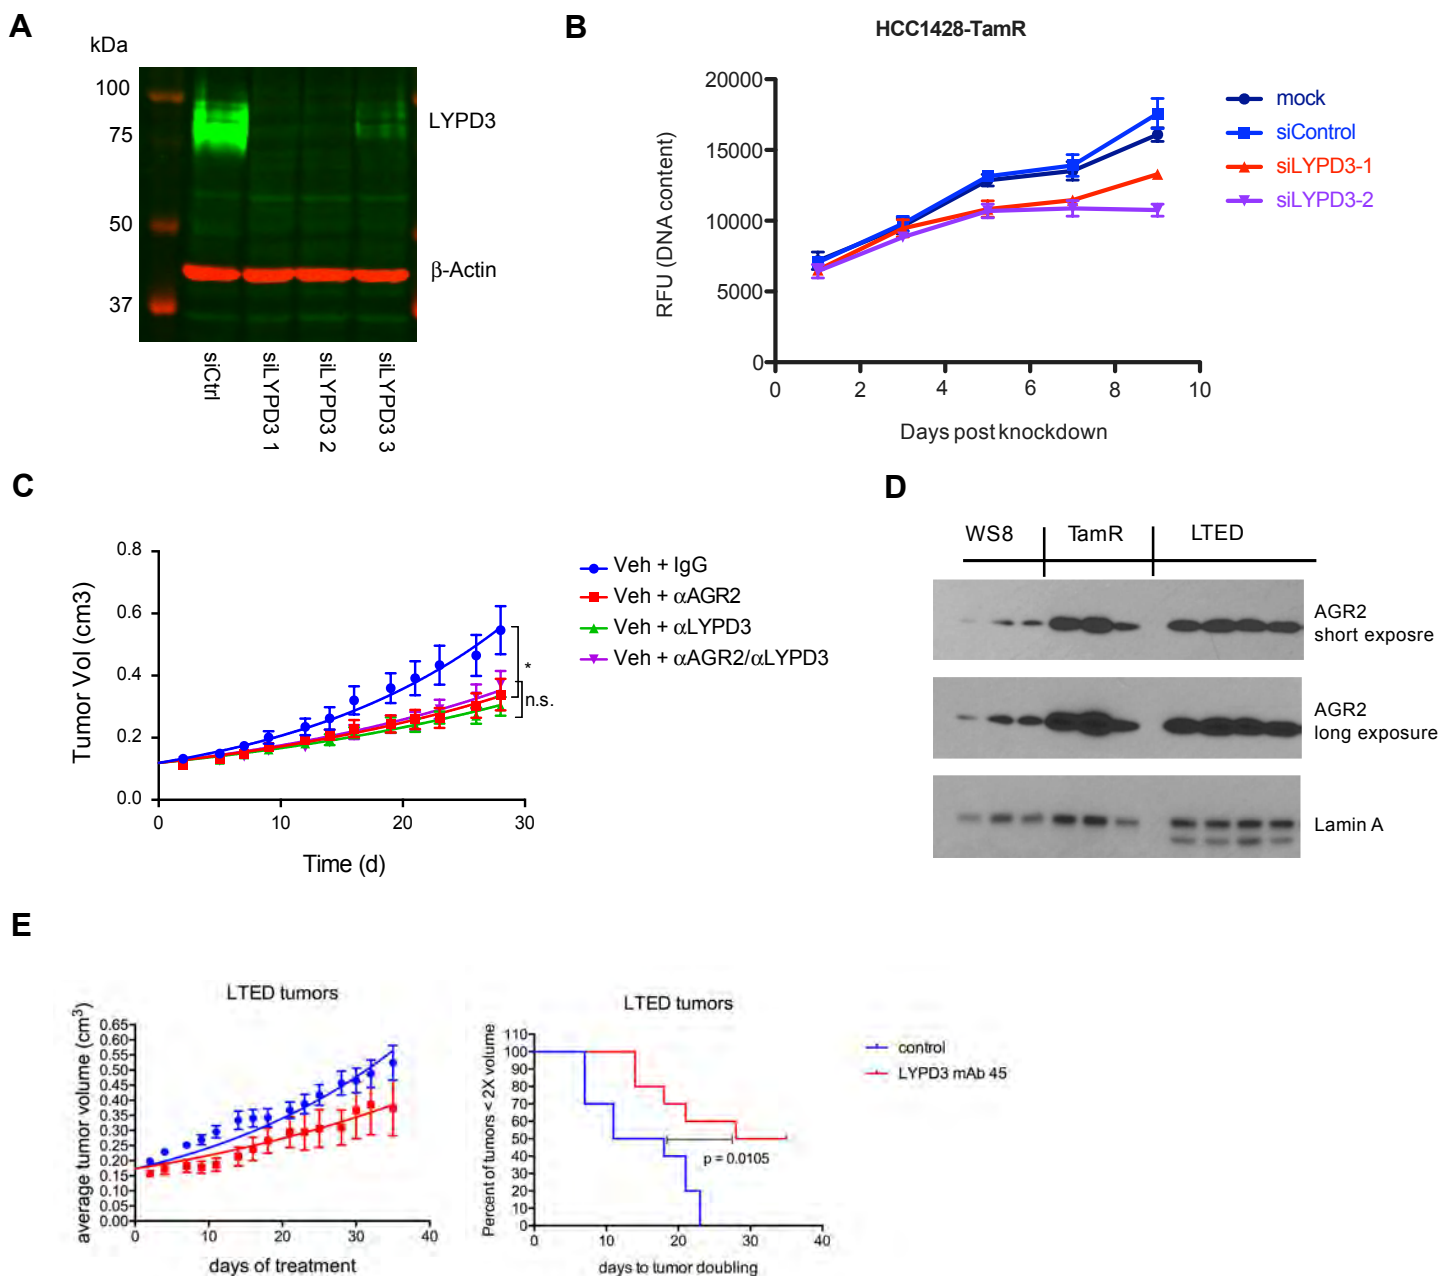 A
kDa
100
75
50
37
LYPD3
β-Actin
siCtrl
siLYPD3 1
siLYPD3 2
siLYPD3 3
B
HCC1428-TamR
RFU (DNA content)
20000
15000
10000
5000
0
0 2 4 6 8 10
Days post knockdown
mock
siControl
siLYPD3-1
siLYPD3-2
C
Tumor Vol (cm3)
0.8
0.6
0.4
0.2
0.0
0 10 20 30
Time (d)
*
n.s.
Veh + IgG
Veh + αAGR2
Veh + αLYPD3
Veh + αAGR2/αLYPD3
D
WS8 TamR LTED
AGR2
short exposre
AGR2
long exposure
Lamin A
E
LTED tumors
average tumor volume (cm³)
0.65
0.60
0.55
0.50
0.45
0.40
0.35
0.30
0.25
0.20
0.15
0.10
0.05
0.00
0 10 20 30 40
days of treatment
LTED tumors
Percent of tumors < 2X volume
110
100
90
80
70
60
50
40
30
20
10
0
0 10 20 30 40
days to tumor doubling
p = 0.0105
control
LYPD3 mAb 45